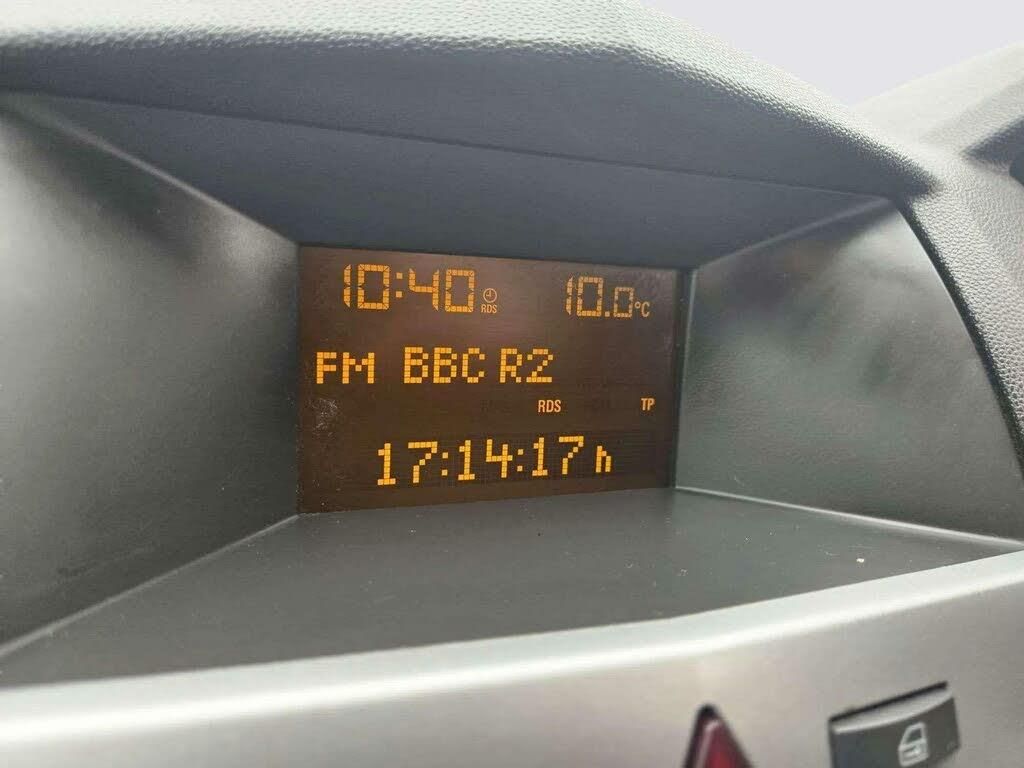 10:40 RDS 10.0°C
FM BBC R2
RDS TP
17:14:17 h